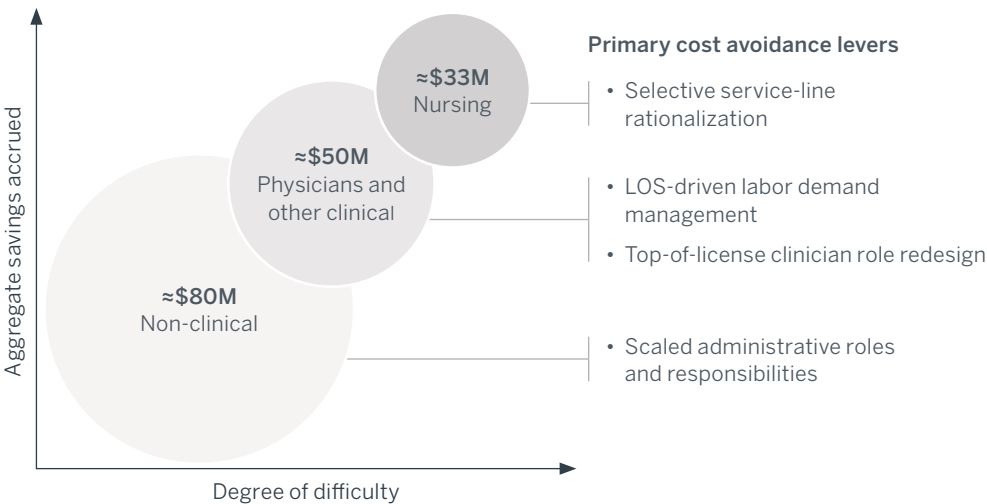 Primary cost avoidance levers
≈$33M
Nursing
• Selective service-line
rationalization
≈$50M
Physicians and
other clinical
• LOS-driven labor demand
management
• Top-of-license clinician role redesign
≈$80M
Non-clinical
• Scaled administrative roles
and responsibilities
Aggregate savings accrued
Degree of difficulty